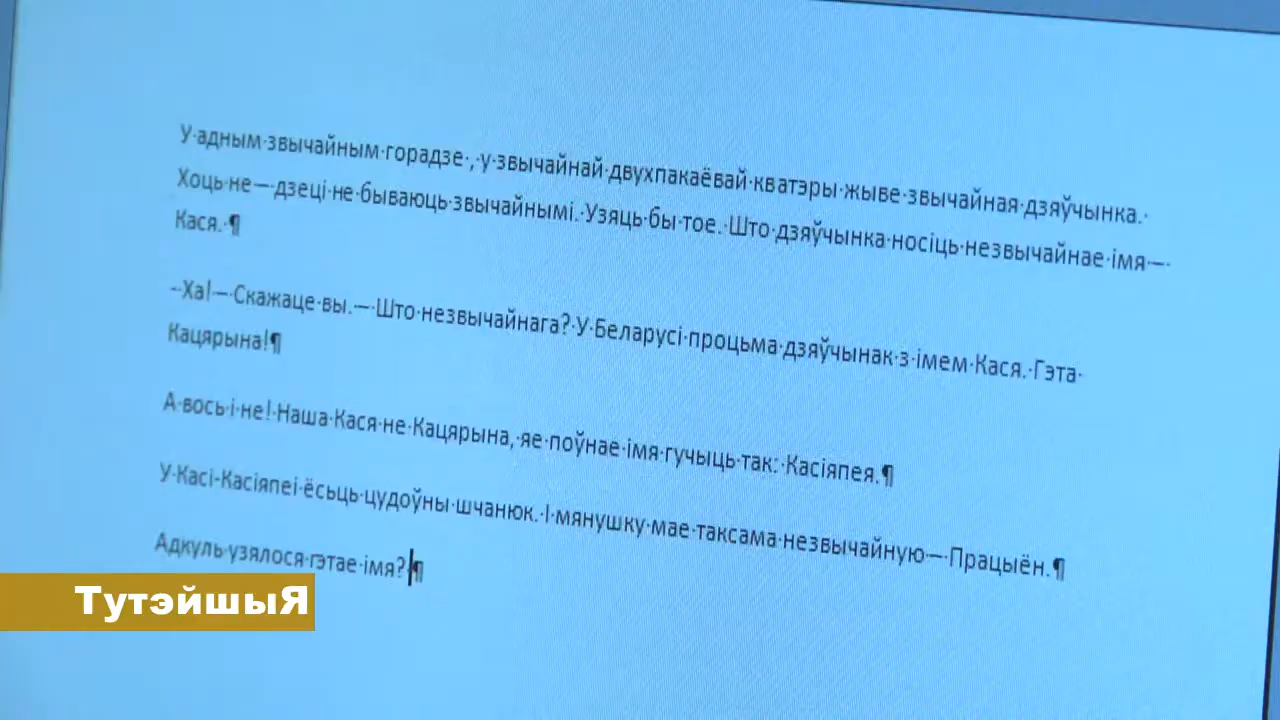 У адным звычайным горадзе , у звычайнай двухпакаёвай кватэры жыве звычайная дзяўчынка.
Хоць не — дзеці не бываюць звычайнымі. Узяць бы тое. Што дзяўчынка носіць незвычайнае імя —
Кася. ¶
- Ха! — Скажаце вы. — Што незвычайнага? У Беларусі процьма дзяўчынак з імем Кася. Гэта
Кацярына!¶
А вось і не! Наша Кася не Кацярына, яе поўнае імя гучыць так: Касіяпея.¶
У Касі-Касіяпеі ёсьць цудоўны шчанюк. І мянушку мае таксама незвычайную — Працыён.¶
Адкуль узялося гэтае імя? ¶
ТутэйшыЯ